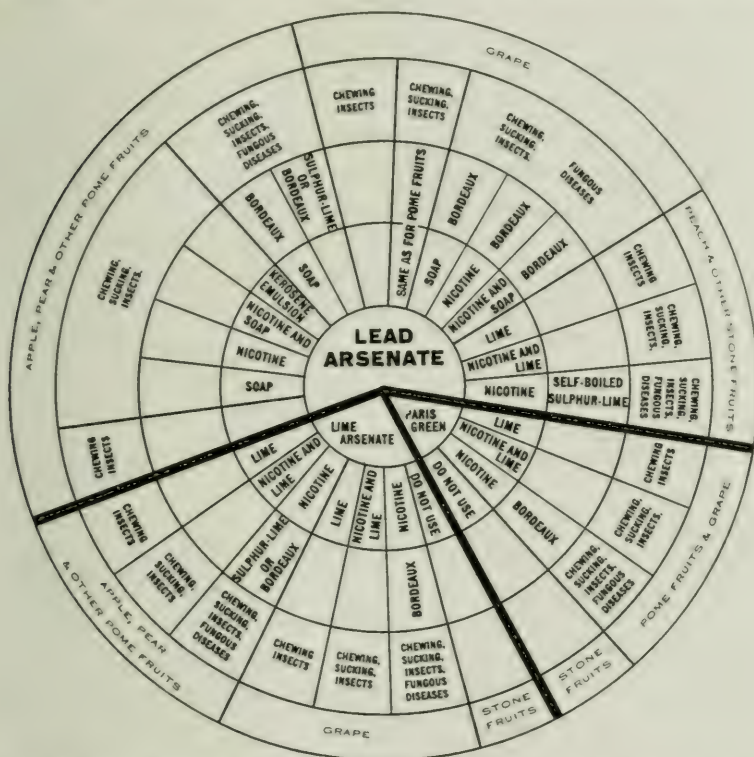 LEAD
ARSENATE
LIME
ARSENATE
PARIS
GREEN
APPLE, PEAR & OTHER POME FRUITS
CHEWING
INSECTS
CHEWING,
SUCKING,
INSECTS.
CHEWING,
SUCKING,
INSECTS,
FUNGOUS
DISEASES
SOAP
NICOTINE
NICOTINE AND
SOAP
KEROSENE
EMULSION
SOAP
BORDEAUX
SULPHUR-LIME
OR
BORDEAUX
GRAPE
CHEWING
INSECTS
CHEWING,
SUCKING,
INSECTS
SAME AS FOR POME FRUITS
CHEWING,
SUCKING,
INSECTS.
FUNGOUS
DISEASES
SOAP
BORDEAUX
NICOTINE
BORDEAUX
NICOTINE AND
SOAP
BORDEAUX
PEACH & OTHER STONE FRUITS
CHEWING
INSECTS
LIME
CHEWING,
SUCKING,
INSECTS.
NICOTINE AND
LIME
CHEWING,
SUCKING,
INSECTS,
FUNGOUS
DISEASES
NICOTINE
SELF-BOILED
SULPHUR-LIME
POME FRUITS & GRAPE
LIME
CHEWING
INSECTS
NICOTINE AND
LIME
CHEWING,
SUCKING,
INSECTS.
NICOTINE
BORDEAUX
CHEWING,
SUCKING,
INSECTS,
FUNGOUS
DISEASES
DO NOT USE
STONE
FRUITS
DO NOT USE
STONE
FRUITS
GRAPE
NICOTINE
BORDEAUX
CHEWING,
SUCKING,
INSECTS,
FUNGOUS
DISEASES
NICOTINE AND
LIME
CHEWING,
SUCKING,
INSECTS
LIME
CHEWING
INSECTS
APPLE, PEAR
& OTHER POME FRUITS
NICOTINE
SULPHUR-LIME
OR
BORDEAUX
CHEWING,
SUCKING,
INSECTS,
FUNGOUS
DISEASES
NICOTINE AND
LIME
CHEWING,
SUCKING,
INSECTS
LIME
CHEWING
INSECTS